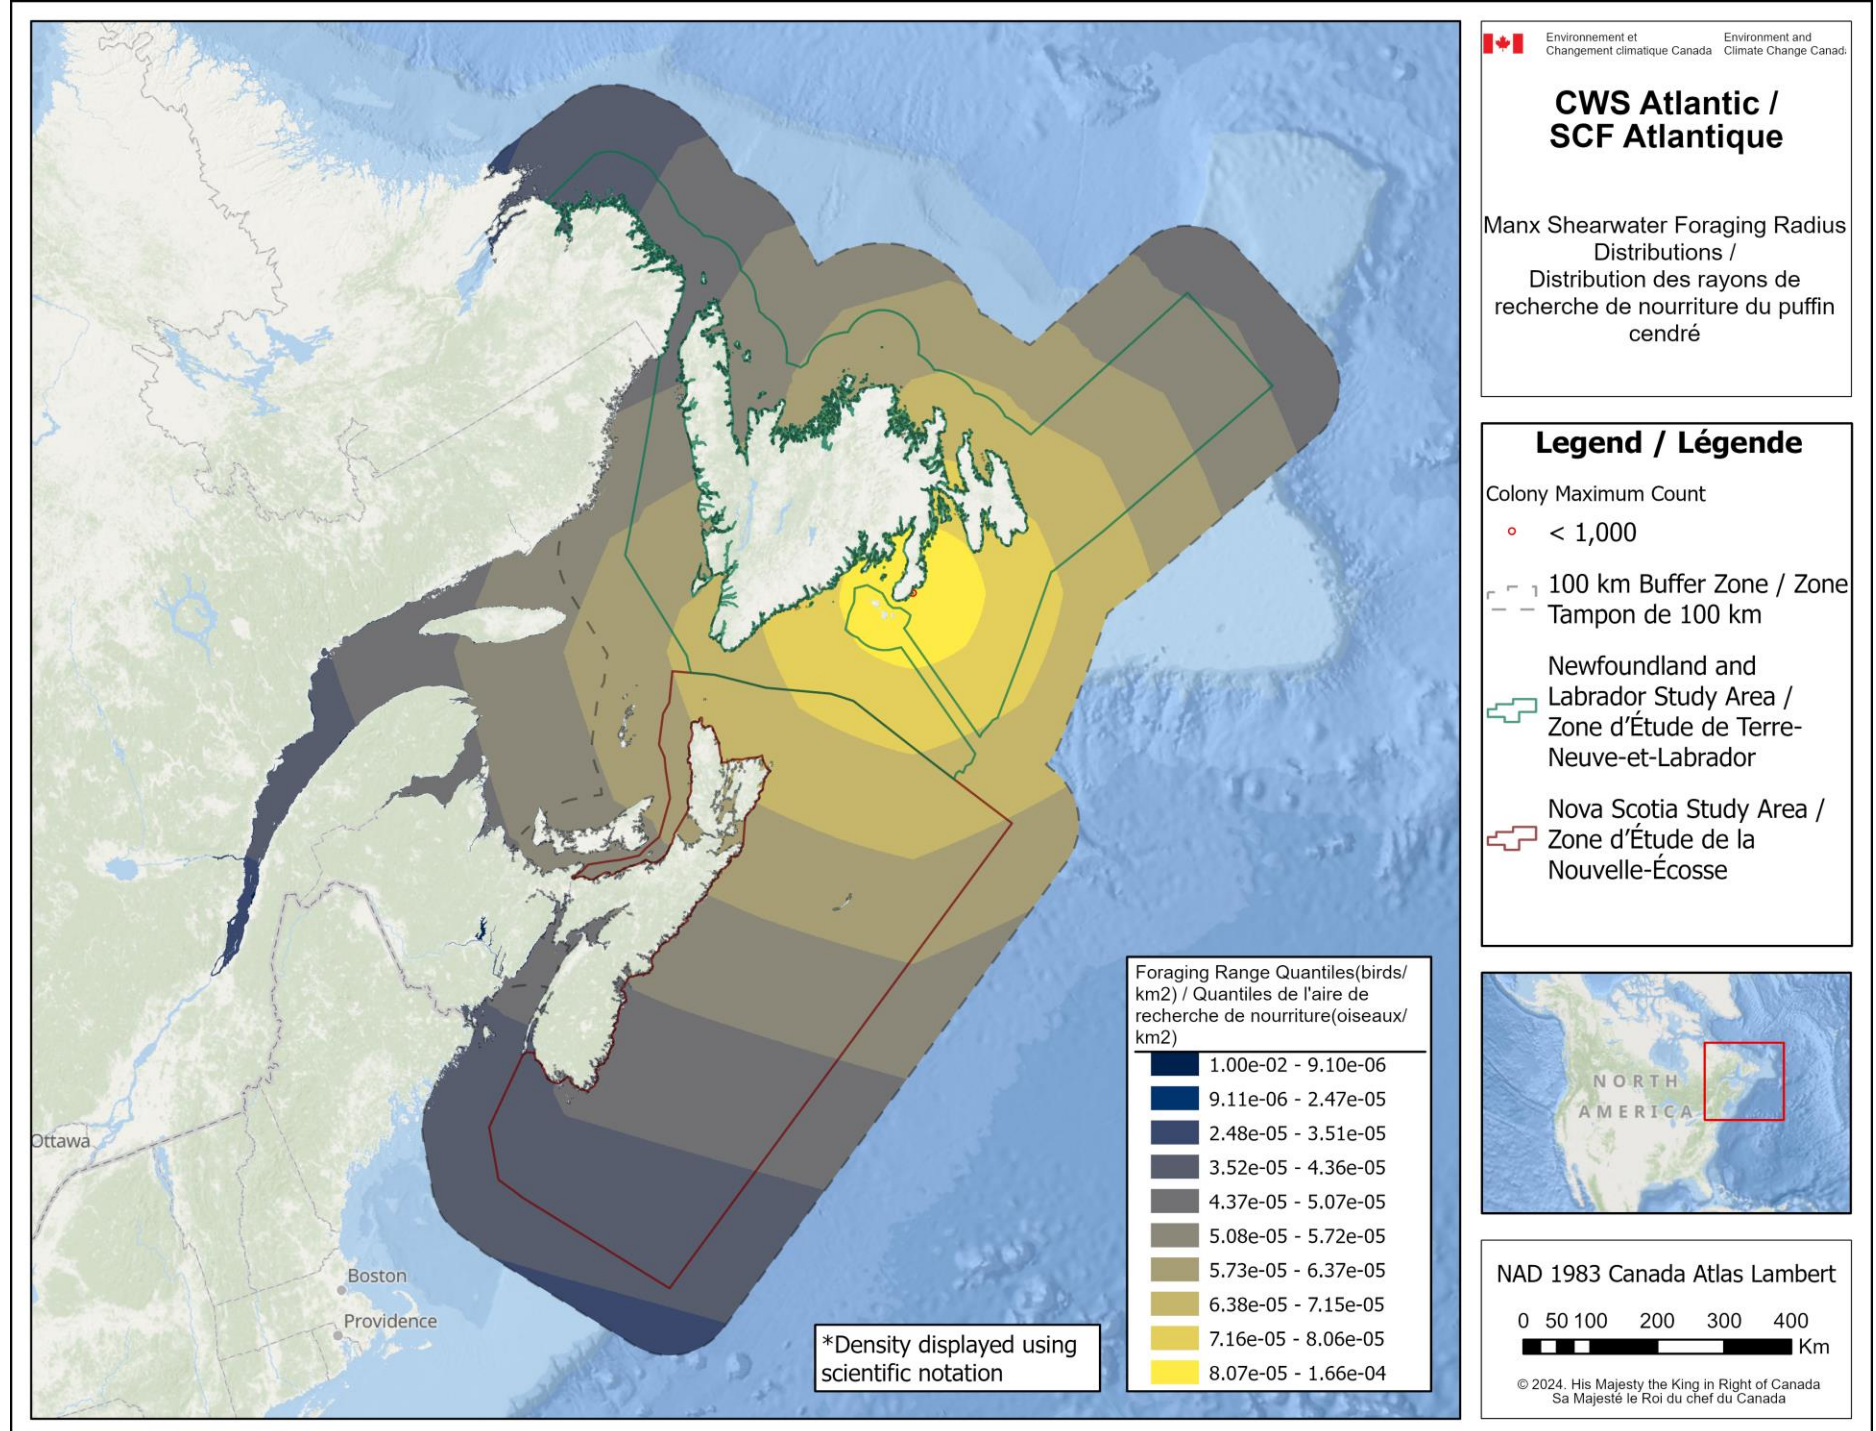 Environnement et
Changement climatique Canada
Environment and
Climate Change Canada
CWS Atlantic /
SCF Atlantique
Manx Shearwater Foraging Radius
Distributions /
Distribution des rayons de
recherche de nourriture du puffin
cendré
Legend / Légende
Colony Maximum Count
< 1,000
100 km Buffer Zone / Zone
Tampon de 100 km
Newfoundland and
Labrador Study Area /
Zone d'Étude de Terre-
Neuve-et-Labrador
Nova Scotia Study Area /
Zone d'Étude de la
Nouvelle-Écosse
Ottawa
Boston
Providence
*Density displayed using
scientific notation
Foraging Range Quantiles(birds/
km2) / Quantiles de l'aire de
recherche de nourriture(oiseaux/
km2)
1.00e-02 - 9.10e-06
9.11e-06 - 2.47e-05
2.48e-05 - 3.51e-05
3.52e-05 - 4.36e-05
4.37e-05 - 5.07e-05
5.08e-05 - 5.72e-05
5.73e-05 - 6.37e-05
6.38e-05 - 7.15e-05
7.16e-05 - 8.06e-05
8.07e-05 - 1.66e-04
NORTH
AMERICA
NAD 1983 Canada Atlas Lambert
0 50 100 200 300 400
Km
© 2024. His Majesty the King in Right of Canada
Sa Majesté le Roi du chef du Canada